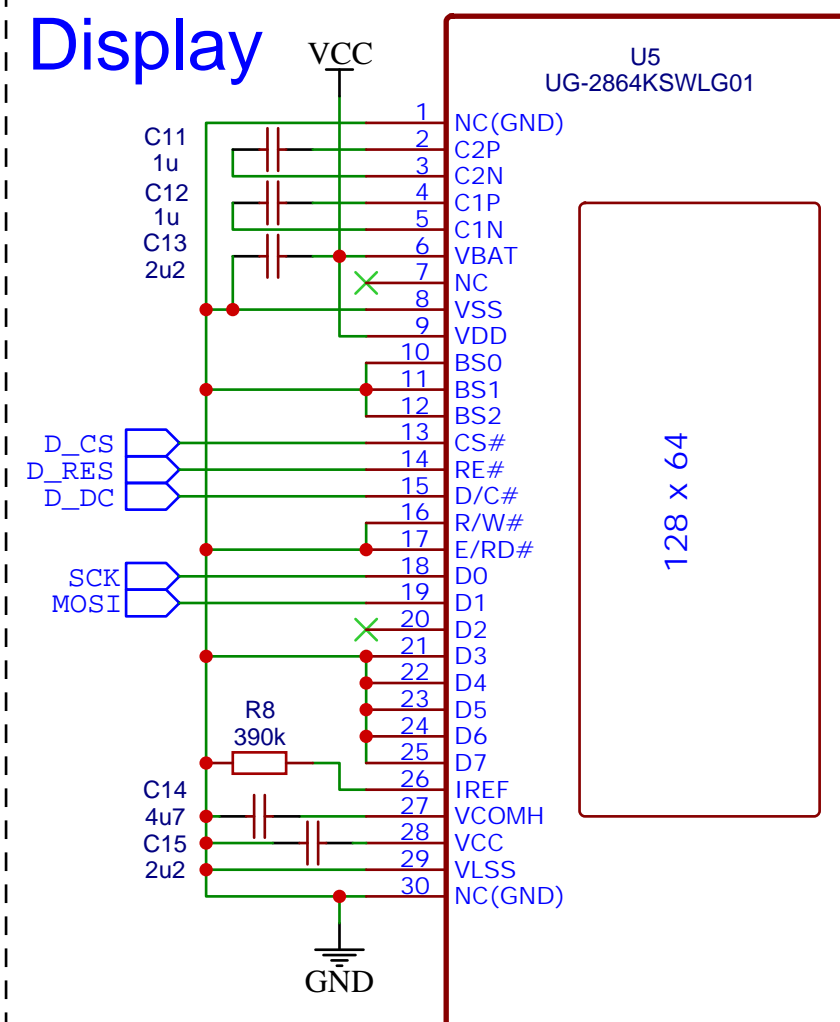 Display
VCC
U5
UG-2864KSWLG01
C11
1u
C12
1u
C13
2u2
1 NC(GND)
2 C2P
3 C2N
4 C1P
5 C1N
6 VBAT
7 NC
8 VSS
9 VDD
10 BS0
11 BS1
12 BS2
D_CS 13 CS#
D_RES 14 RE#
D_DC 15 D/C#
16 R/W#
17 E/RD#
SCK 18 D0
MOSI 19 D1
20 D2
21 D3
22 D4
23 D5
24 D6
25 D7
26 IREF
27 VCOMH
28 VCC
29 VLSS
30 NC(GND)
R8
390k
C14
4u7
C15
2u2
GND
128 x 64